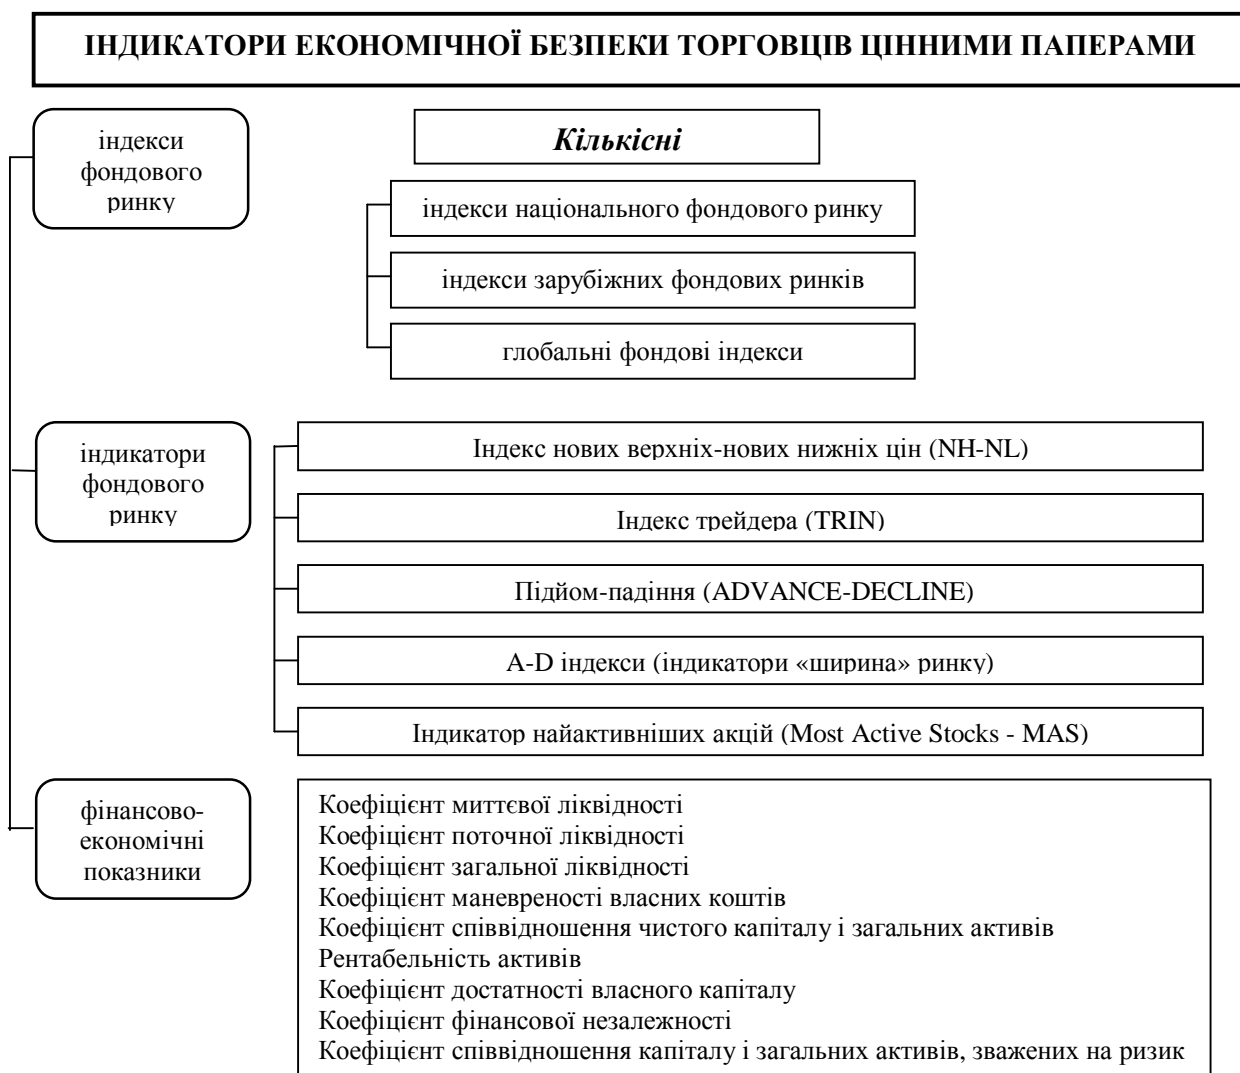 ІНДИКАТОРИ ЕКОНОМІЧНОЇ БЕЗПЕКИ ТОРГОВЦІВ ЦІННИМИ ПАПЕРАМИ
Кількісні
індекси
фондового
ринку
індекси національного фондового ринку
індекси зарубіжних фондових ринків
глобальні фондові індекси
індикатори
фондового
ринку
Індекс нових верхніх-нових нижніх цін (NH-NL)
Індекс трейдера (TRIN)
Підйом-падіння (ADVANCE-DECLINE)
A-D індекси (індикатори «ширина» ринку)
Індикатор найактивніших акцій (Most Active Stocks - MAS)
фінансово-
економічні
показники
Коефіцієнт миттєвої ліквідності
Коефіцієнт поточної ліквідності
Коефіцієнт загальної ліквідності
Коефіцієнт маневреності власних коштів
Коефіцієнт співвідношення чистого капіталу і загальних активів
Рентабельність активів
Коефіцієнт достатності власного капіталу
Коефіцієнт фінансової незалежності
Коефіцієнт співвідношення капіталу і загальних активів, зважених на ризик